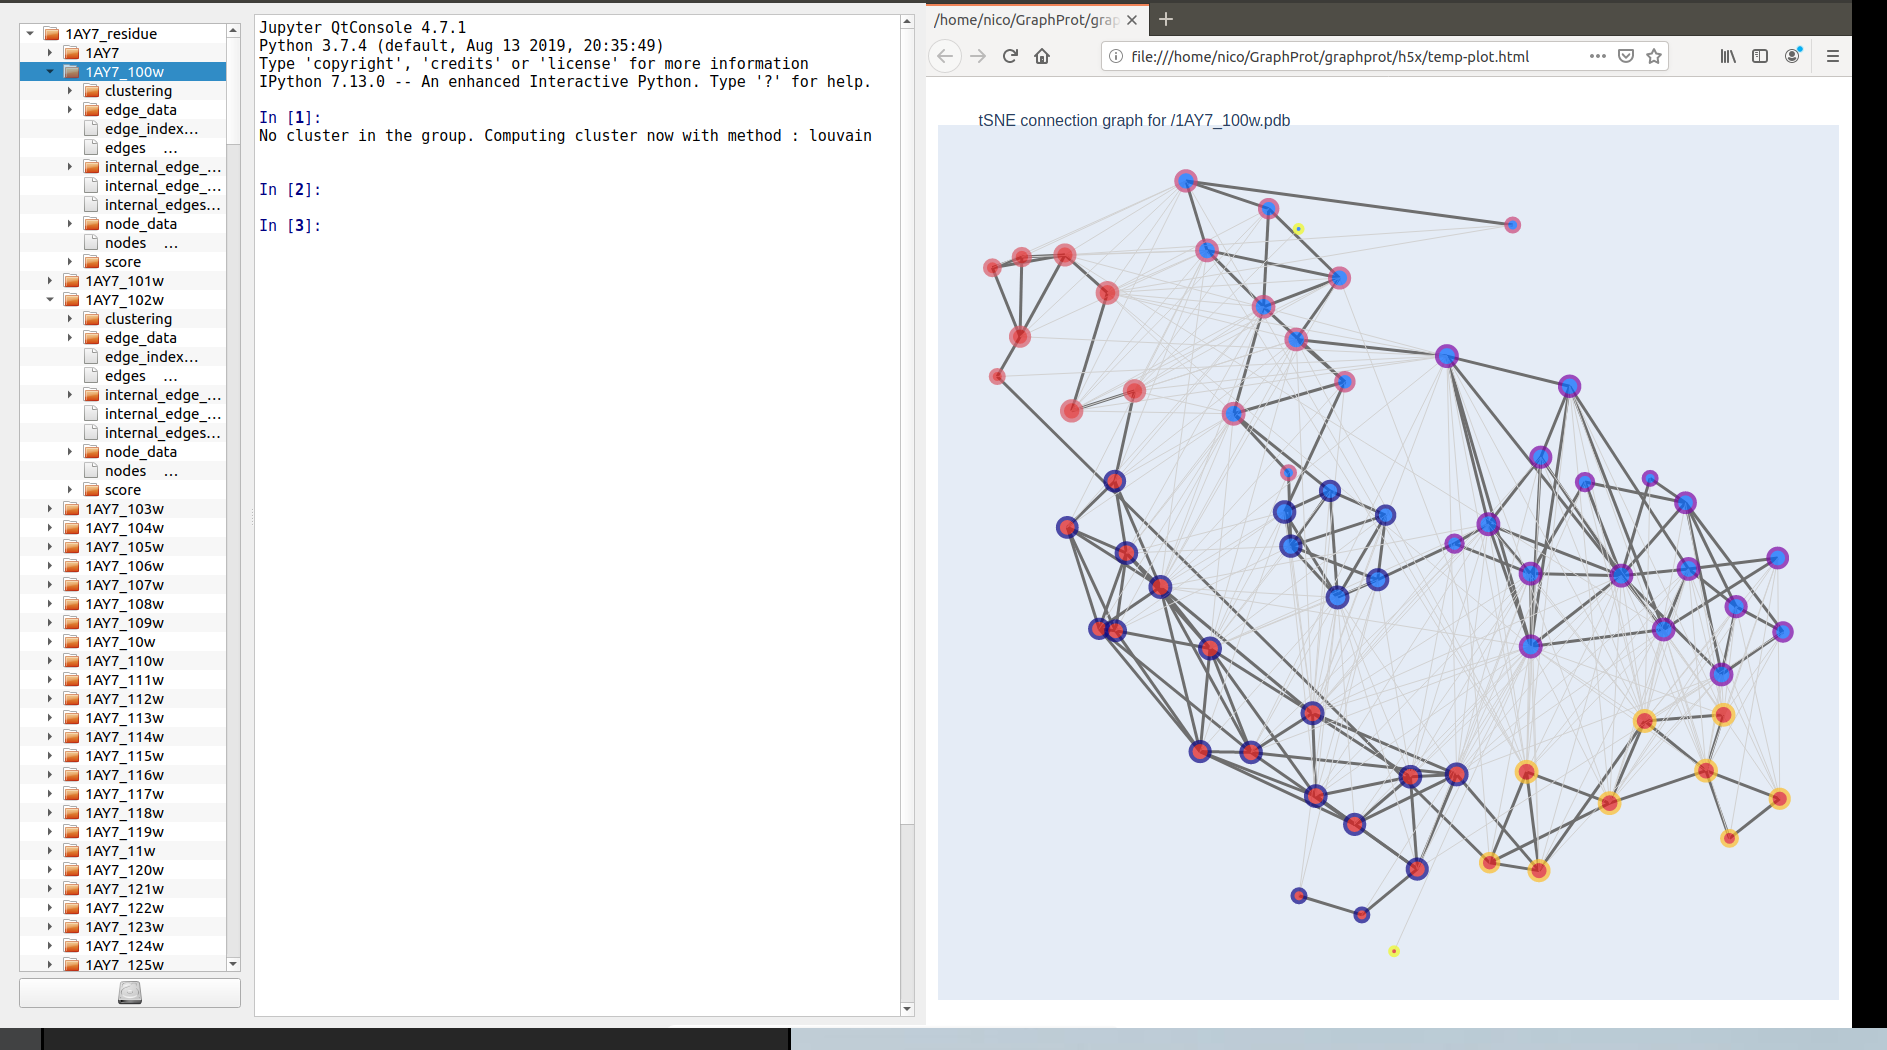 1AY7_residue
1AY7
1AY7_100w
clustering
edge_data
edge_index...
edges ...
internal_edge_...
internal_edge_...
internal_edges...
node_data
nodes ...
score
1AY7_101w
1AY7_102w
clustering
edge_data
edge_index...
edges ...
internal_edge_...
internal_edge_...
internal_edges...
node_data
nodes ...
score
1AY7_103w
1AY7_104w
1AY7_105w
1AY7_106w
1AY7_107w
1AY7_108w
1AY7_109w
1AY7_10w
1AY7_110w
1AY7_111w
1AY7_112w
1AY7_113w
1AY7_114w
1AY7_115w
1AY7_116w
1AY7_117w
1AY7_118w
1AY7_119w
1AY7_11w
1AY7_120w
1AY7_121w
1AY7_122w
1AY7_123w
1AY7_124w
1AY7_125w
Jupyter QtConsole 4.7.1
Python 3.7.4 (default, Aug 13 2019, 20:35:49)
Type 'copyright', 'credits' or 'license' for more information
IPython 7.13.0 -- An enhanced Interactive Python. Type '?' for help.
In [1]:
No cluster in the group. Computing cluster now with method : louvain
In [2]:
In [3]:
/home/nico/GraphProt/grap
file:///home/nico/GraphProt/graphprot/h5x/temp-plot.html
tSNE connection graph for /1AY7_100w.pdb